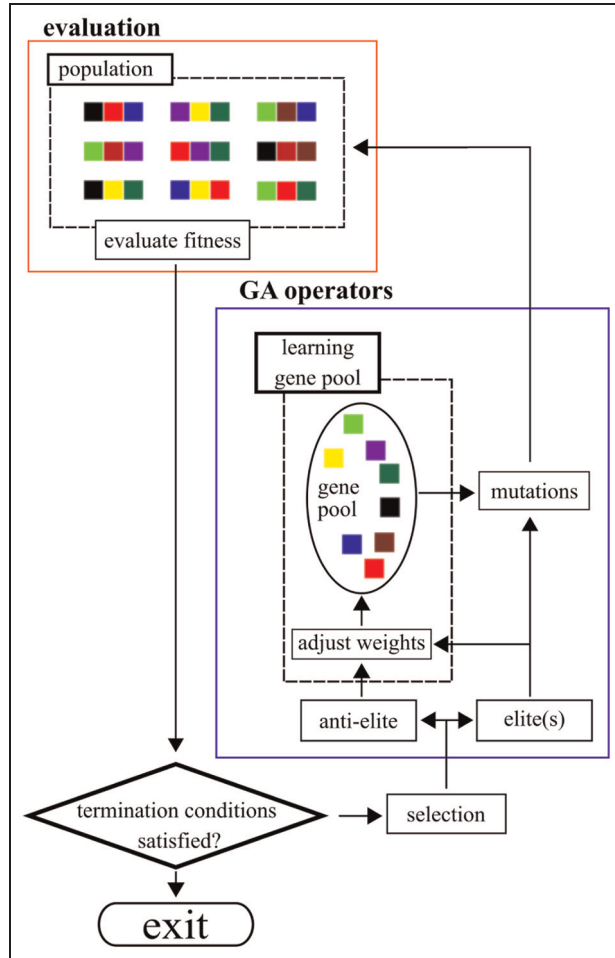 evaluation
population
evaluate fitness
GA operators
learning
gene pool
gene
pool
mutations
adjust weights
anti-elite
elite(s)
termination conditions
satisfied?
selection
exit